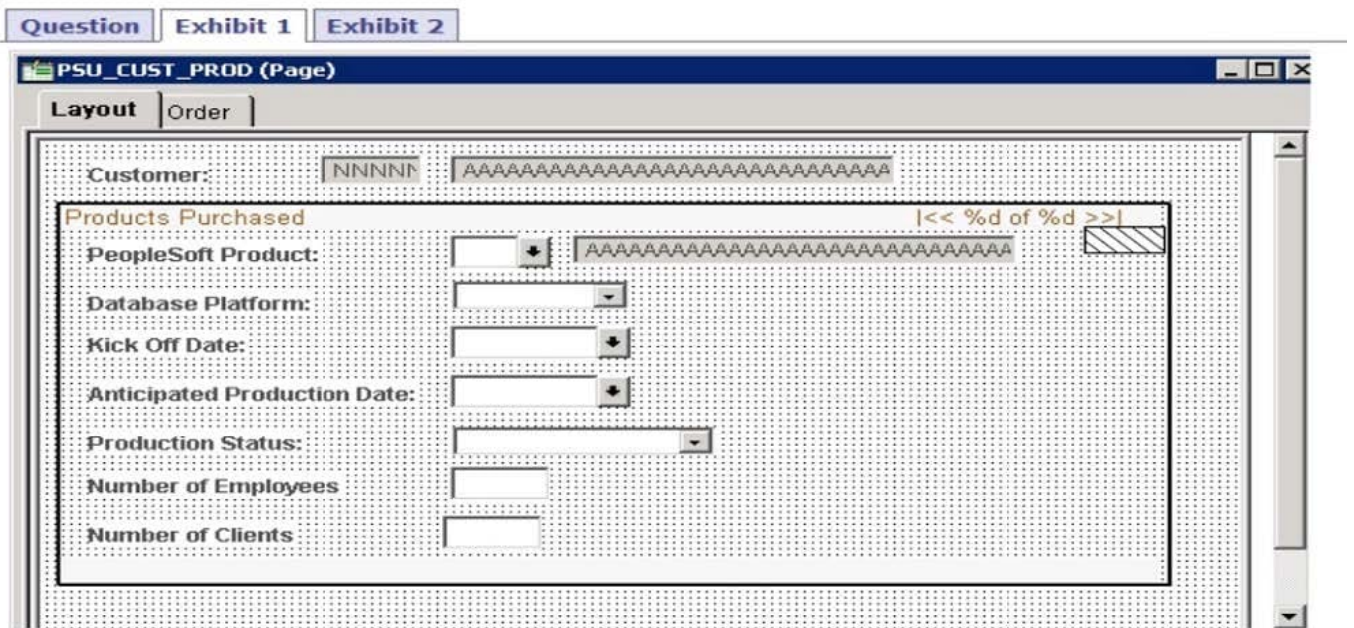 Question Exhibit 1 Exhibit 2
PSU_CUST_PROD (Page)
Layout Order
Customer: NNNNN AAAAAAAAAAAAAAAAAAAAAAAAAAAAAA
Products Purchased |<< %d of %d >>|
PeopleSoft Product: AAAAAAAAAAAAAAAAAAAAAAAAAAAAAA
Database Platform:
Kick Off Date:
Anticipated Production Date:
Production Status:
Number of Employees
Number of Clients